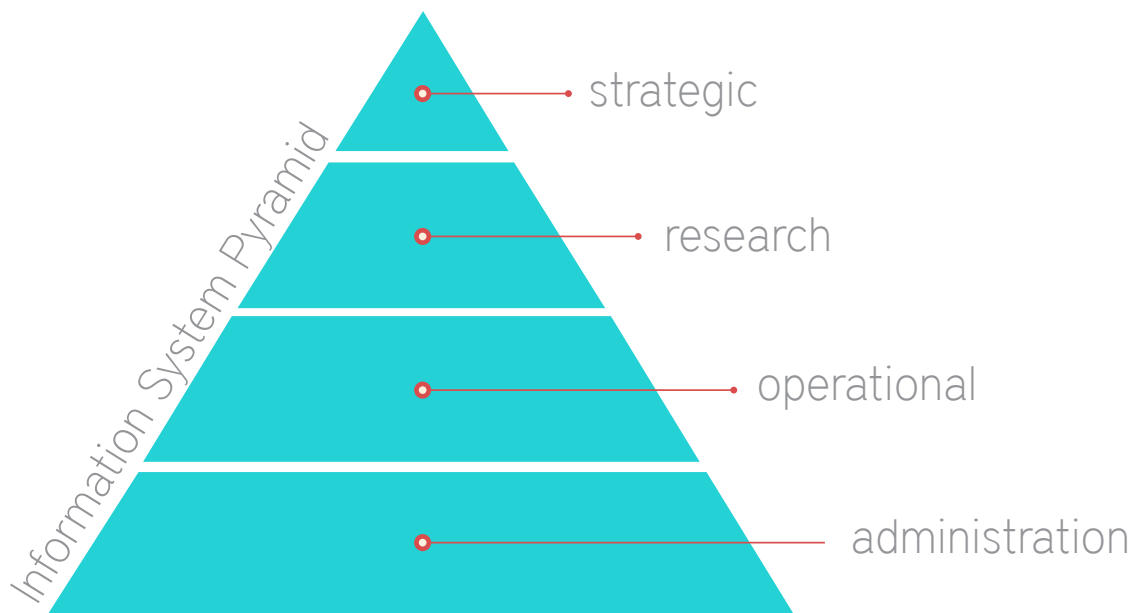 Information System Pyramid
strategic
research
operational
administration